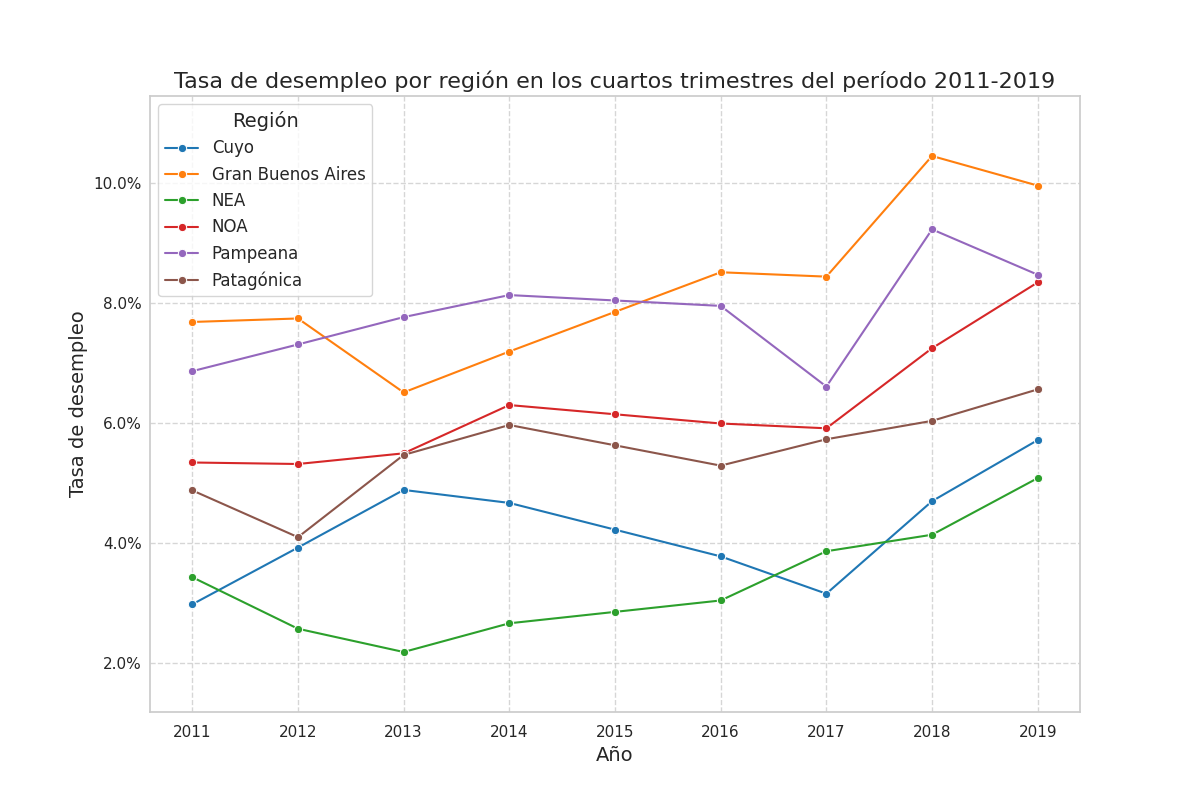 Tasa de desempleo por región en los cuartos trimestres del período 2011-2019
Región
Cuyo
Gran Buenos Aires
NEA
NOA
Pampeana
Patagónica
Tasa de desempleo
10.0%
8.0%
6.0%
4.0%
2.0%
2011 2012 2013 2014 2015 2016 2017 2018 2019
Año